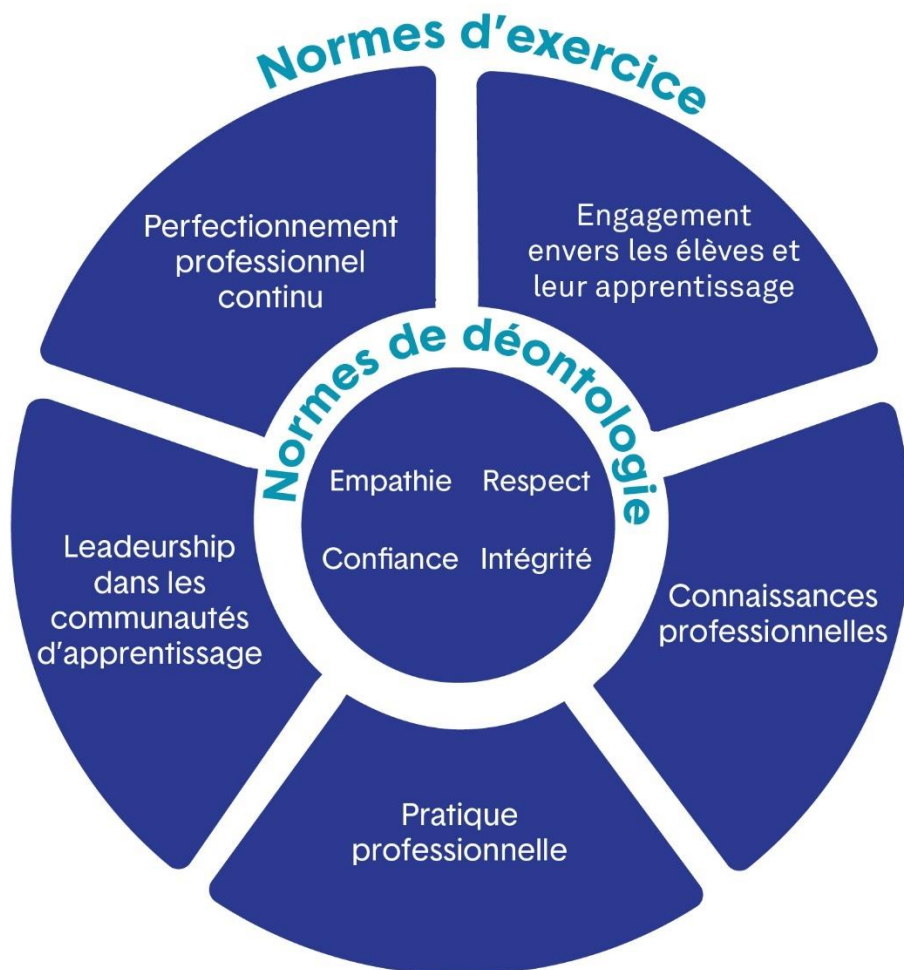 Normes d'exercice
Perfectionnement
professionnel
continu
Engagement
envers les élèves et
leur apprentissage
Normes de déontologie
Empathie Respect
Confiance Intégrité
Leadeurship
dans les
communautés
d'apprentissage
Connaissances
professionnelles
Pratique
professionnelle